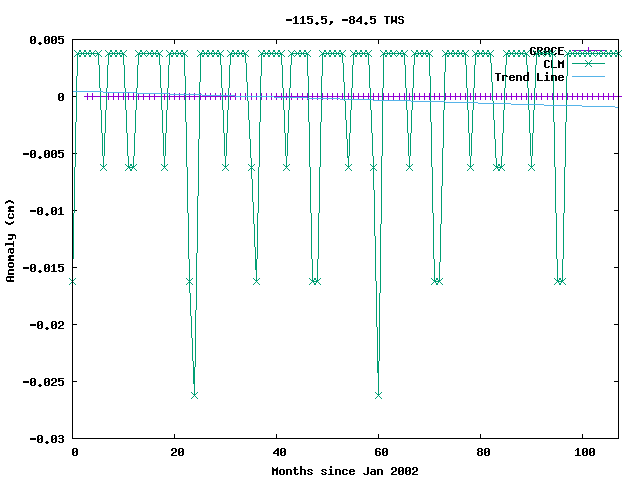 -115.5, -84.5 TWS
0.005
GRACE
CLM
Trend Line
0
-0.005
-0.01
-0.015
-0.02
-0.025
-0.03
Anomaly (cm)
0 20 40 60 80 100
Months since Jan 2002